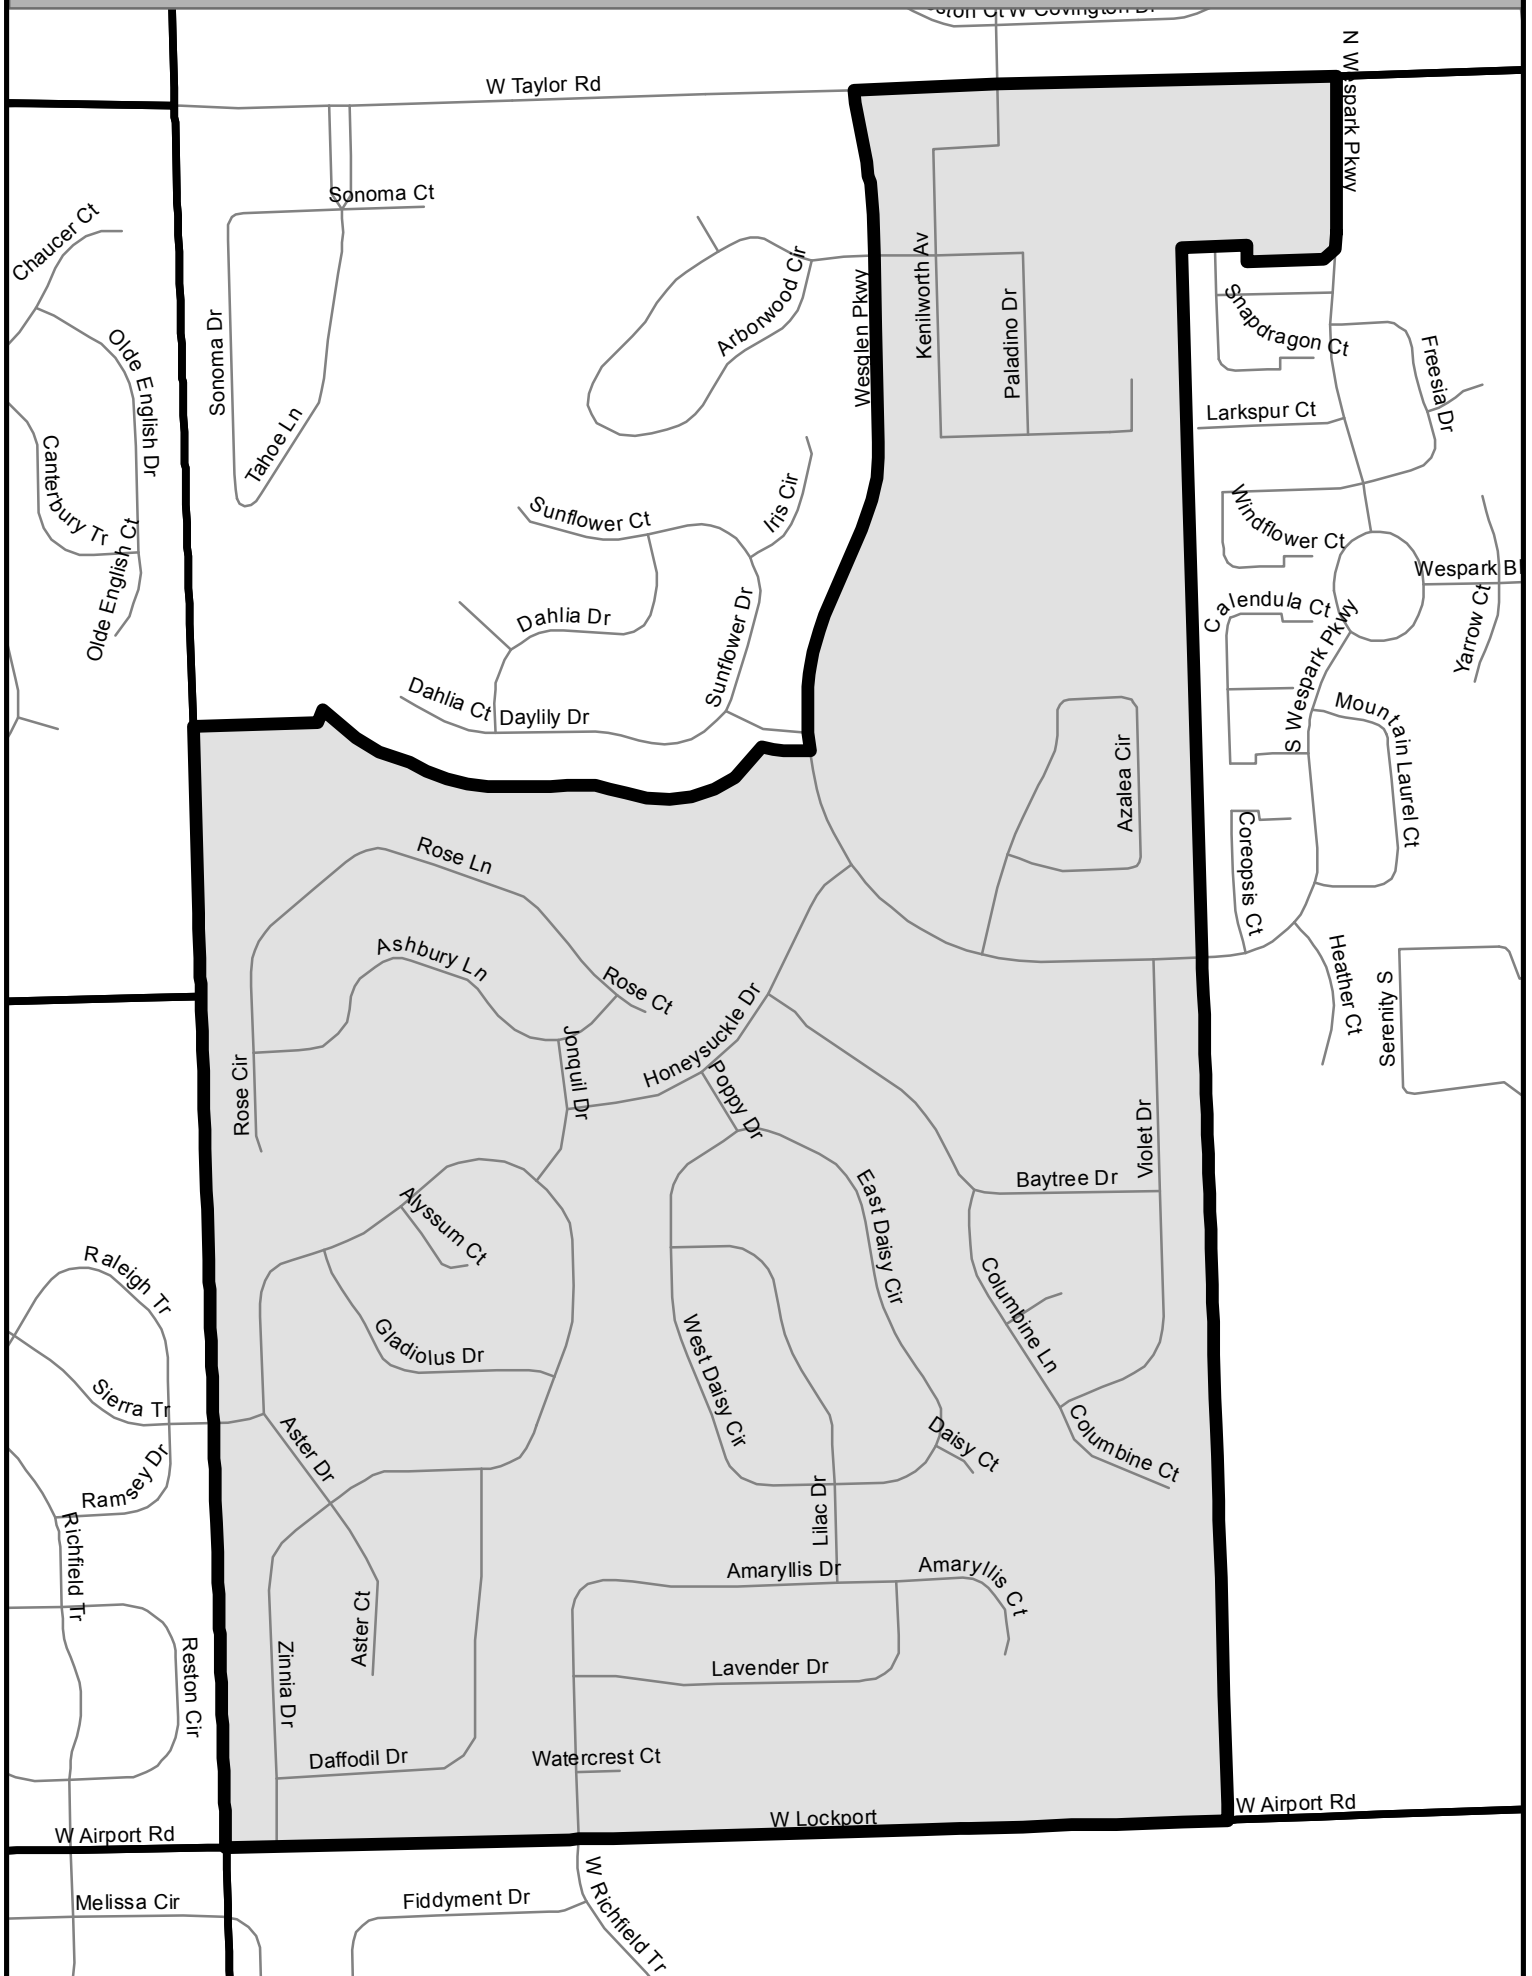 W Covington Dr
W Taylor Rd
N Wespark Pkwy
Sonoma Ct
Chaucer Ct
Arborwood Cir
Kenilworth Av
Wesglen Pkwy
Paladino Dr
Snapdragon Ct
Freesia Dr
Olde English Dr
Sonoma Dr
Larkspur Ct
Tahoe Ln
Canterbury Tr
Sunflower Ct
Iris Cir
Windflower Ct
Olde English Ct
Wespark Bl
Calendula Ct
Yarrow Ct
Dahlia Dr
Sunflower Dr
S Wespark Pkwy
Dahlia Ct
Daylily Dr
Mountain Laurel Ct
Azalea Cir
Rose Ln
Coreopsis Ct
Ashbury Ln
Rose Ct
Heather Ct
Serenity S
Honeysuckle Dr
Jonquil Dr
Rose Cir
Poppy Dr
Violet Dr
Baytree Dr
East Daisy Cir
Alyssum Ct
Raleigh Tr
Columbine Ln
Gladiolus Dr
West Daisy Cir
Sierra Tr
Aster Dr
Daisy Ct
Columbine Ct
Ramsey Dr
Lilac Dr
Richfield Tr
Amaryllis Dr
Amaryllis Ct
Aster Ct
Reston Cir
Zinnia Dr
Lavender Dr
Daffodil Dr
Watercrest Ct
W Lockport
W Airport Rd
W Airport Rd
Melissa Cir
Fiddyment Dr
W Richfield Tr